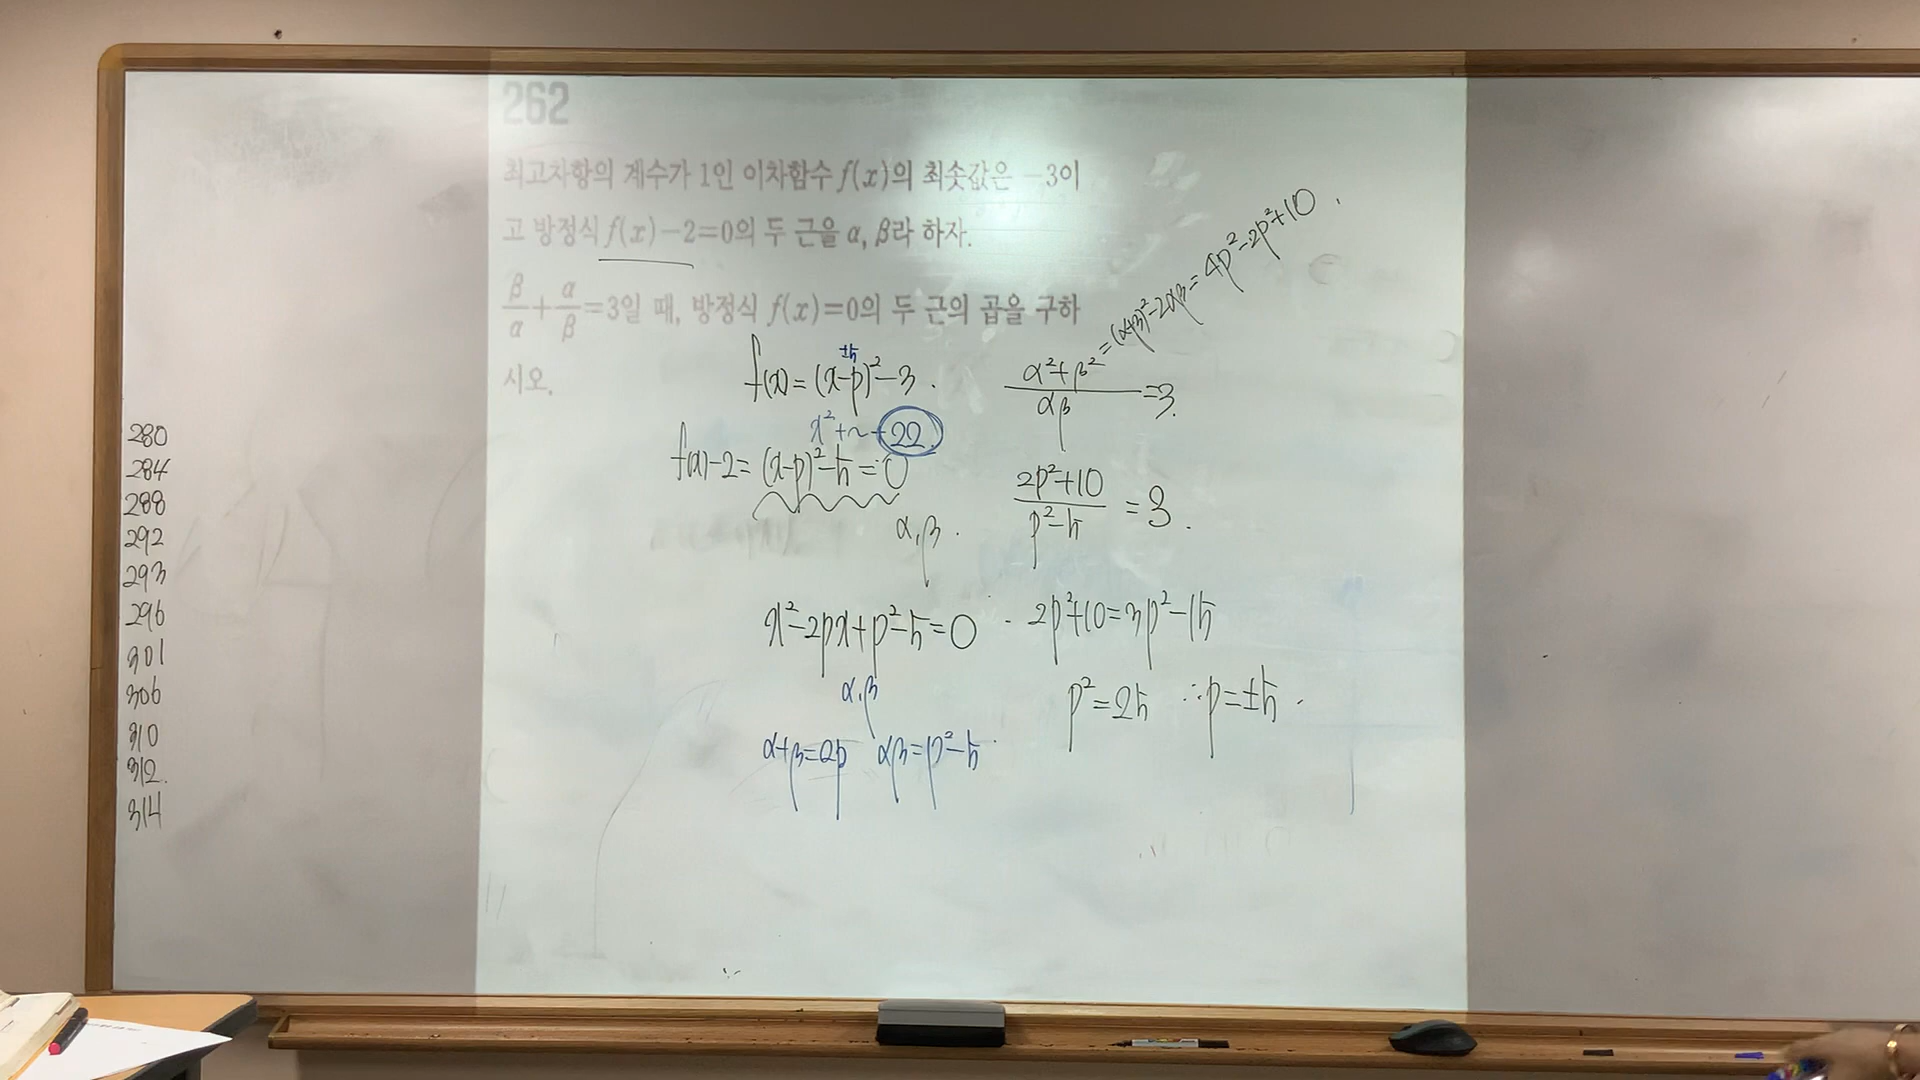 262
최고차항의 계수가 1인 이차함수 f(x)의 최솟값은 -3이
고 방정식 f(x)-2=0의 두 근을 α, β라 하자.
β/α + α/β =3일 때, 방정식 f(x)=0의 두 근의 곱을 구하
시오.
280
284
288
292
293
296
301
306
310
312.
314
±5
f(x)=(x-p)²-3.
x²+~+22.
f(x)-2=(x-p)²-5=0
α, β.
x²-2px+p²-5=0
α, β
α+β=2p αβ=p²-5
(α²+β²)/(αβ)=3.
=(α+β)²-2αβ=4p²-2p²+10.
(2p²+10)/(p²-5)=3.
2p²+10=3p²-15
p²=25 ∴p=±5.